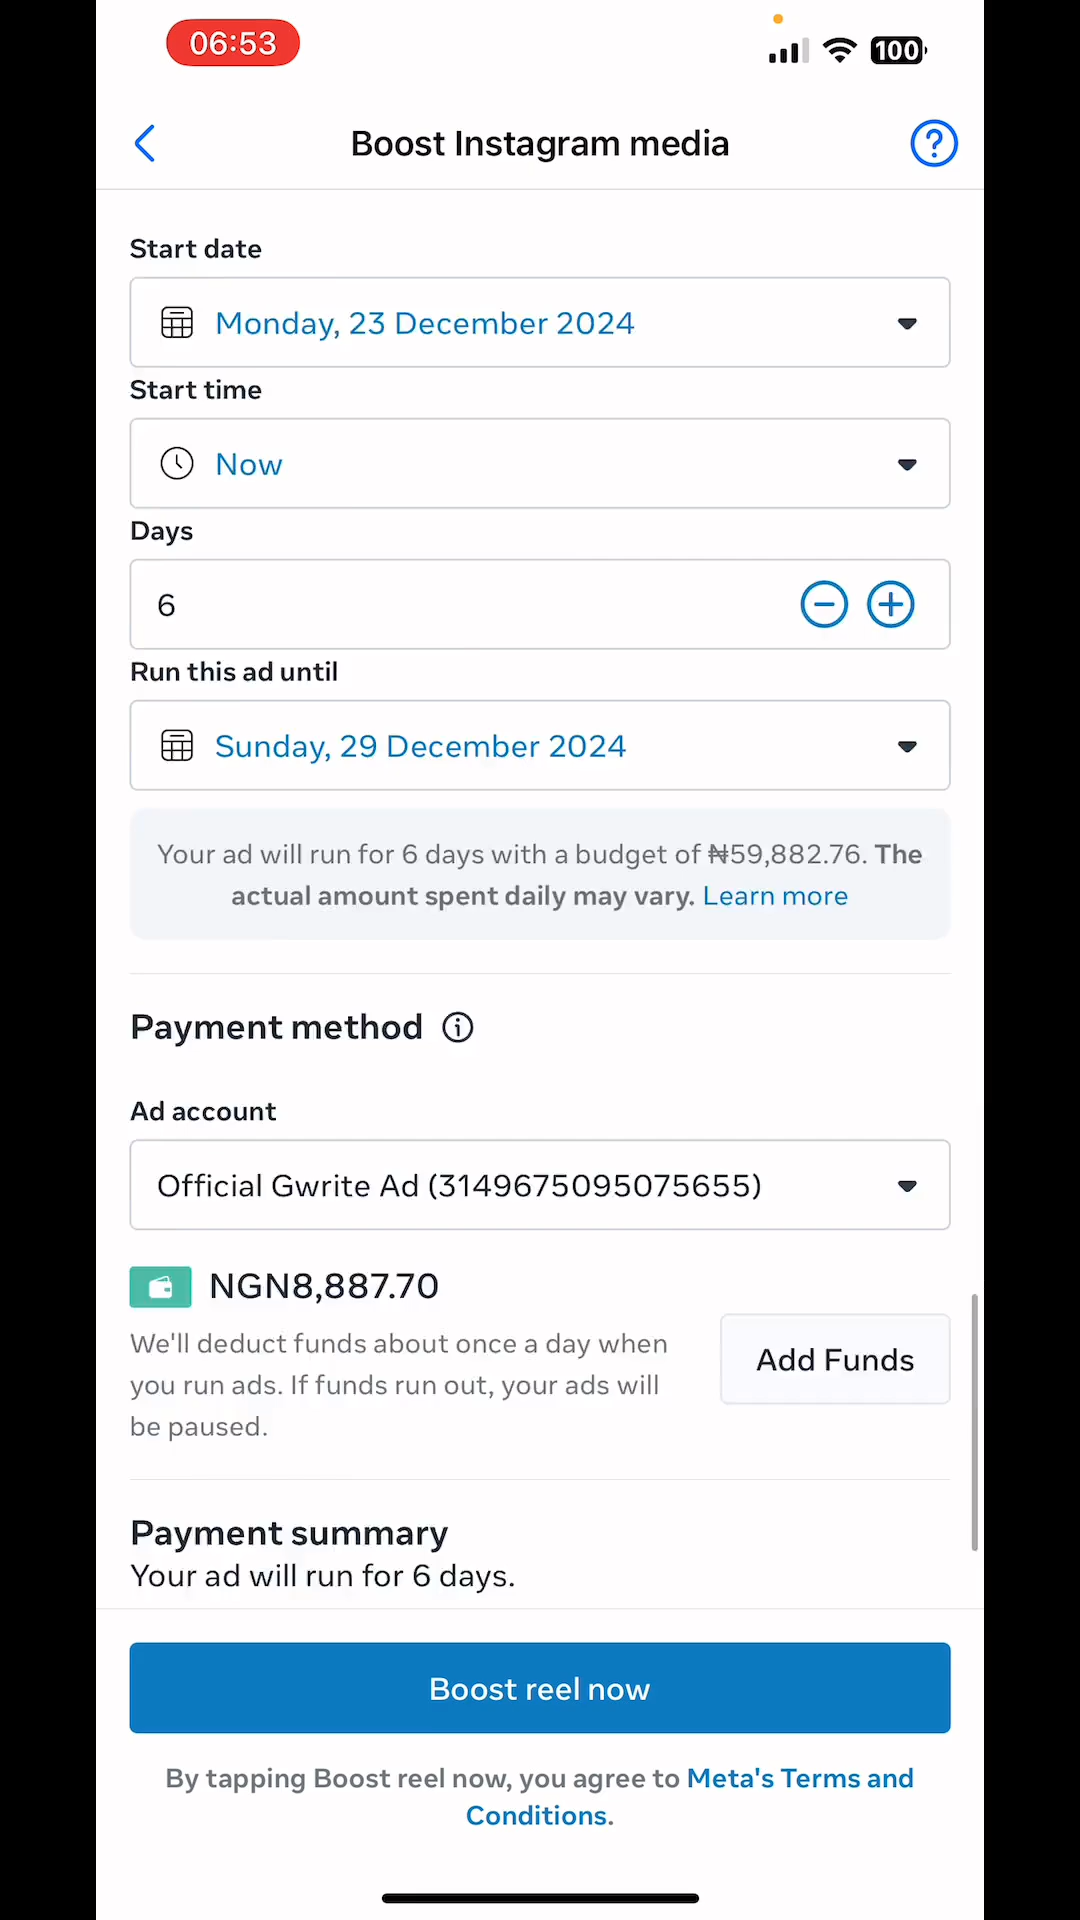 06:53
100
Boost Instagram media
Start date
Monday, 23 December 2024
Start time
Now
Days
6
Run this ad until
Sunday, 29 December 2024
Your ad will run for 6 days with a budget of ₦59,882.76. The
actual amount spent daily may vary. Learn more
Payment method
Ad account
Official Gwrite Ad (3149675095075655)
NGN8,887.70
We'll deduct funds about once a day when
you run ads. If funds run out, your ads will
be paused.
Add Funds
Payment summary
Your ad will run for 6 days.
Boost reel now
By tapping Boost reel now, you agree to Meta's Terms and
Conditions.